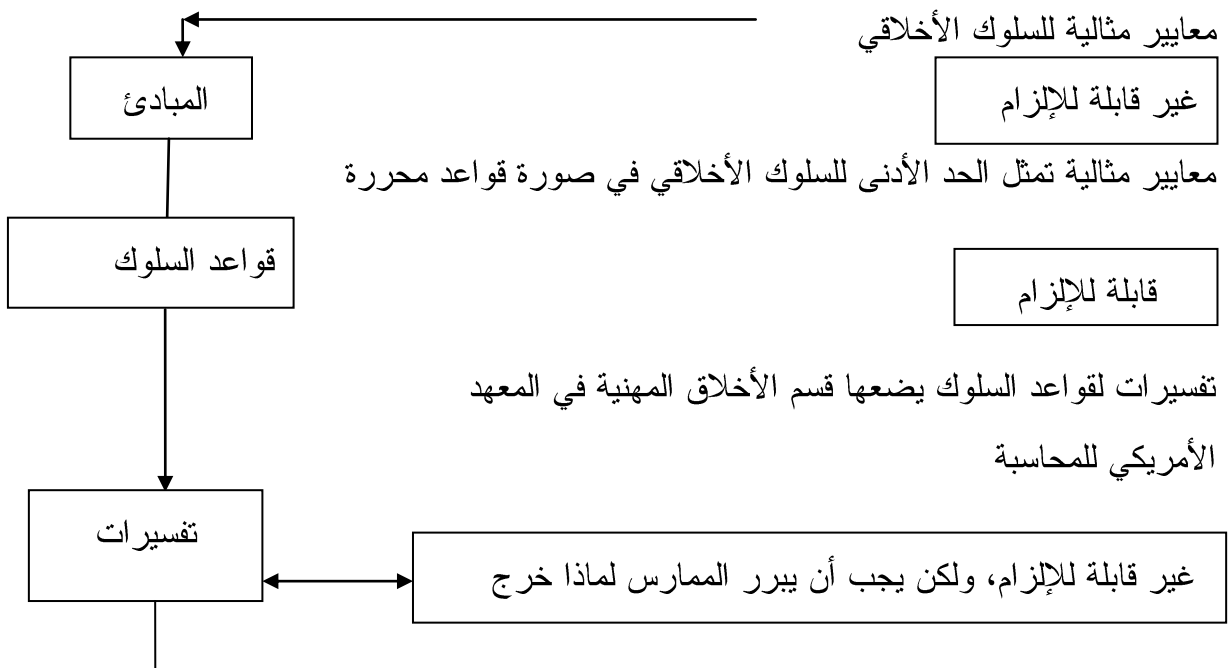 معايير مثالية للسلوك الأخلاقي
المبادئ
غير قابلة للإلزام
معايير مثالية تمثل الحد الأدنى للسلوك الأخلاقي في صورة قواعد محررة
قواعد السلوك
قابلة للإلزام
تفسيرات لقواعد السلوك يضعها قسم الأخلاق المهنية في المعهد
الأمريكي للمحاسبة
تفسيرات
غير قابلة للإلزام، ولكن يجب أن يبرر الممارس لماذا خرج